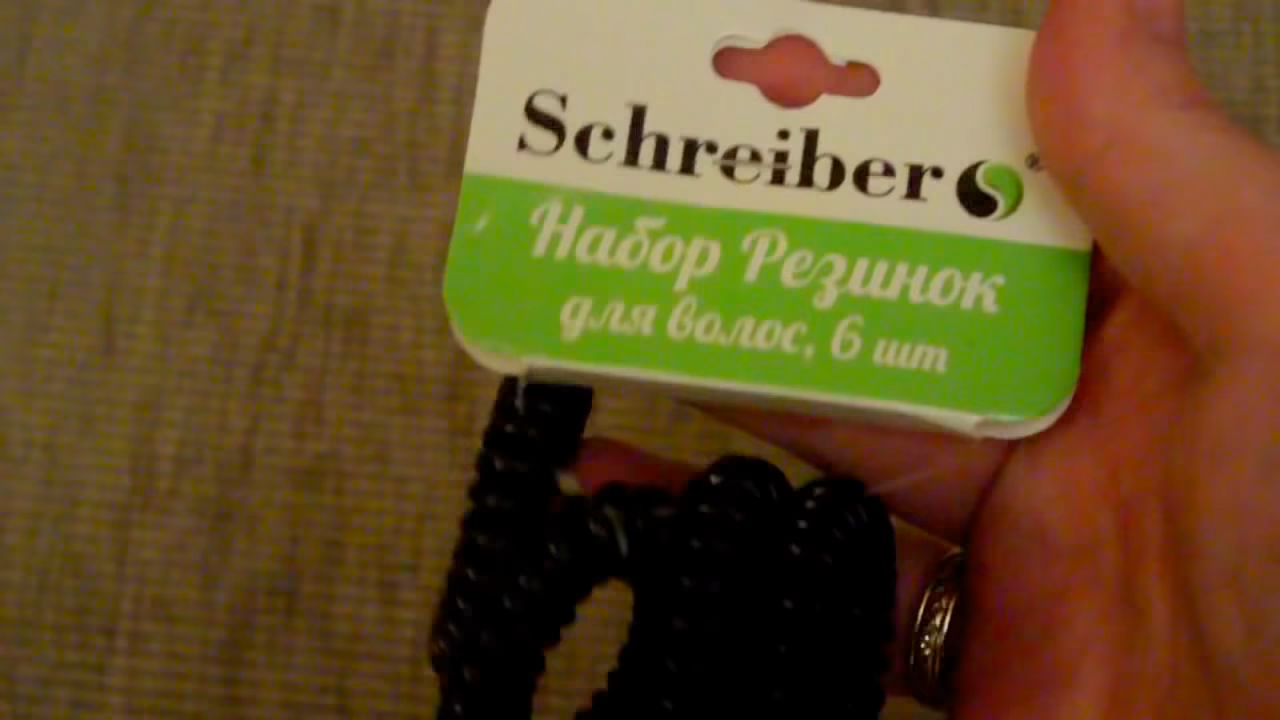 Schreiber ®
Набор Резинок
для волос, 6 шт